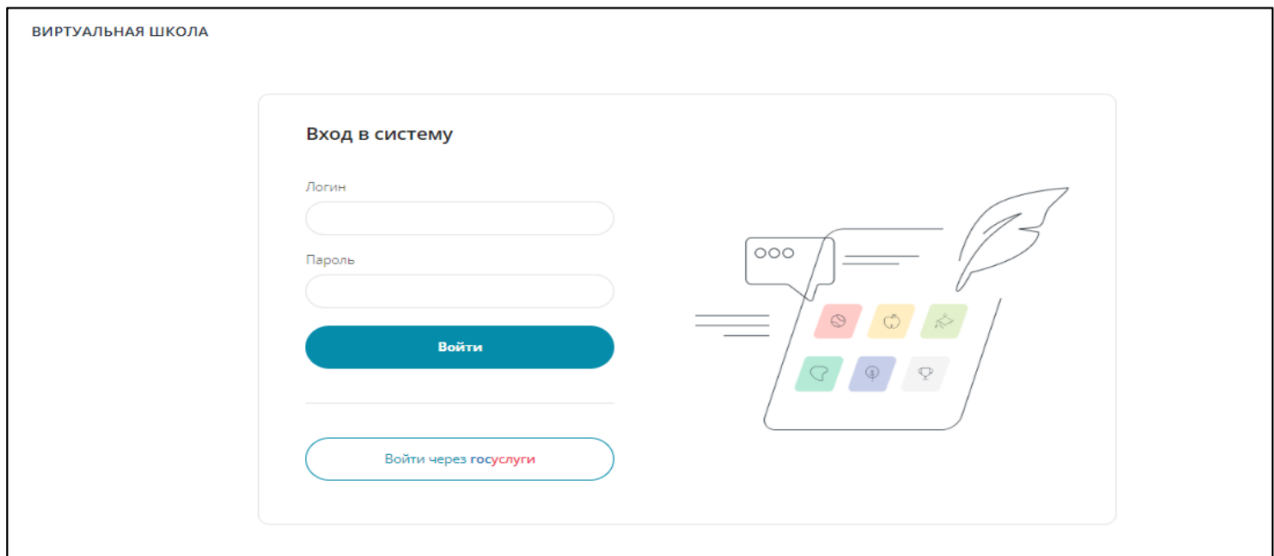 ВИРТУАЛЬНАЯ ШКОЛА
Вход в систему
Логин
Пароль
Войти
Войти через госуслуги